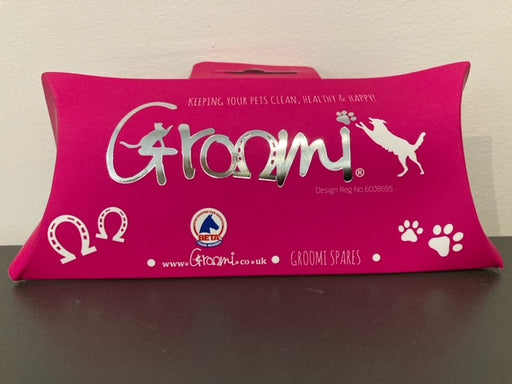 KEEPING YOUR PETS CLEAN, HEALTHY & HAPPY!
Groomi®
Design Reg No 6008695
BETA
www.Groomi.co.uk • GROOMI SPARES •